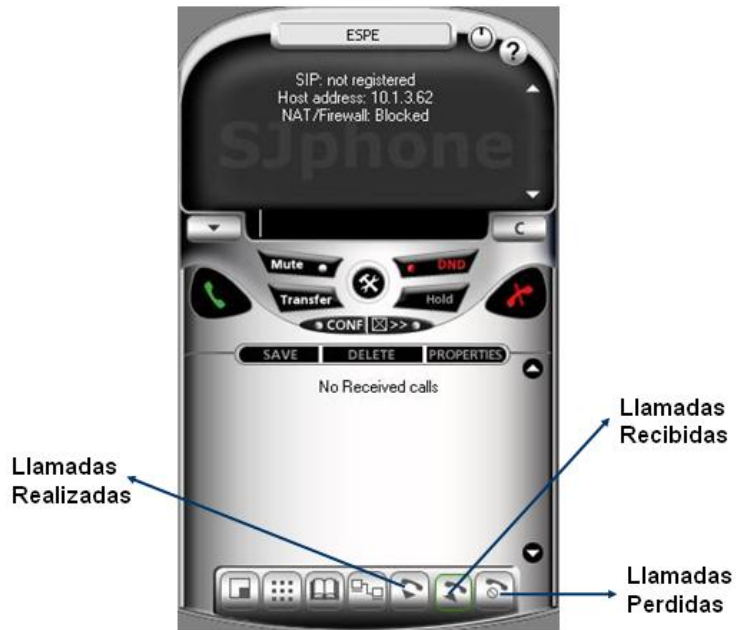 ESPE
?
SIP: not registered
Host address: 10.1.3.62
NAT/Firewall: Blocked
SJphone
C
Mute
DND
Transfer
Hold
CONF
>>
SAVE DELETE PROPERTIES
No Received calls
Llamadas
Recibidas
Llamadas
Realizadas
Llamadas
Perdidas